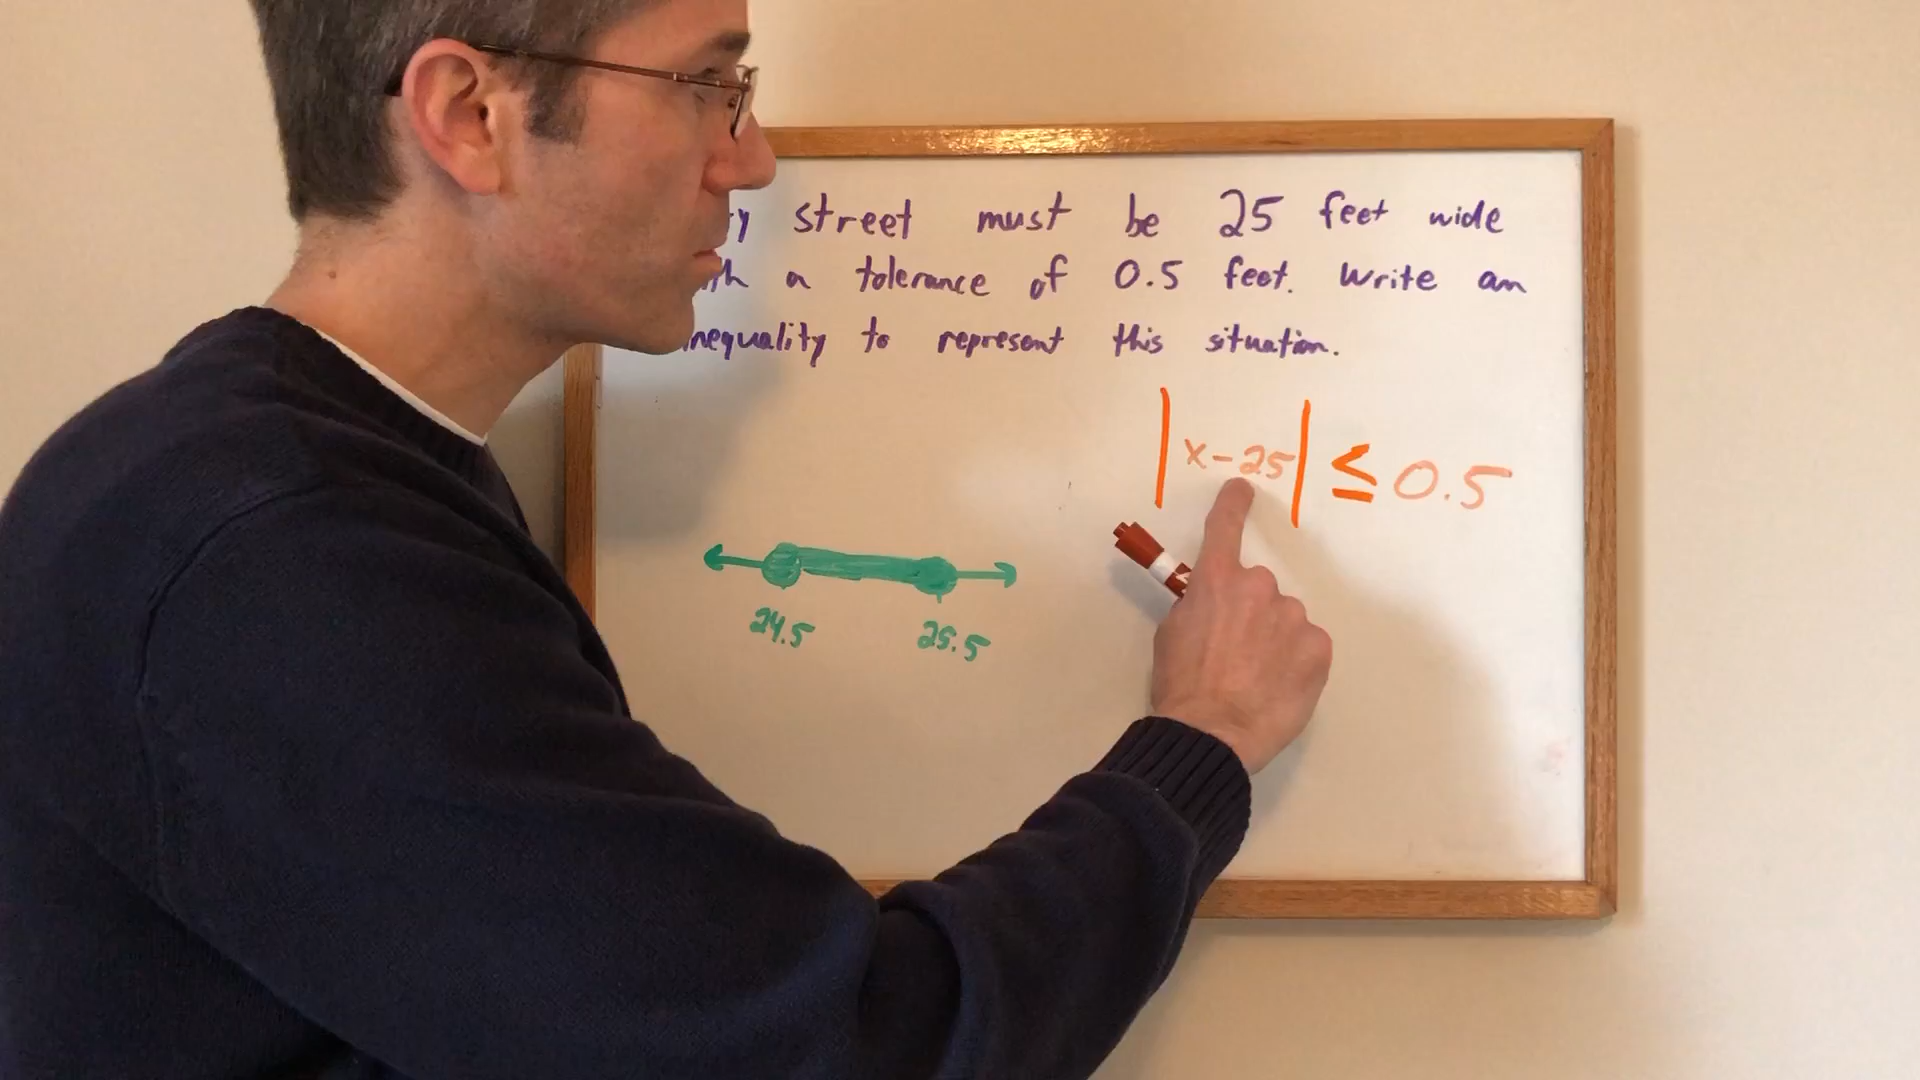 street must be 25 feet wide
a tolerance of 0.5 feet. Write an
inequality to represent this situation.
|x-25| ≤ 0.5
24.5 25.5